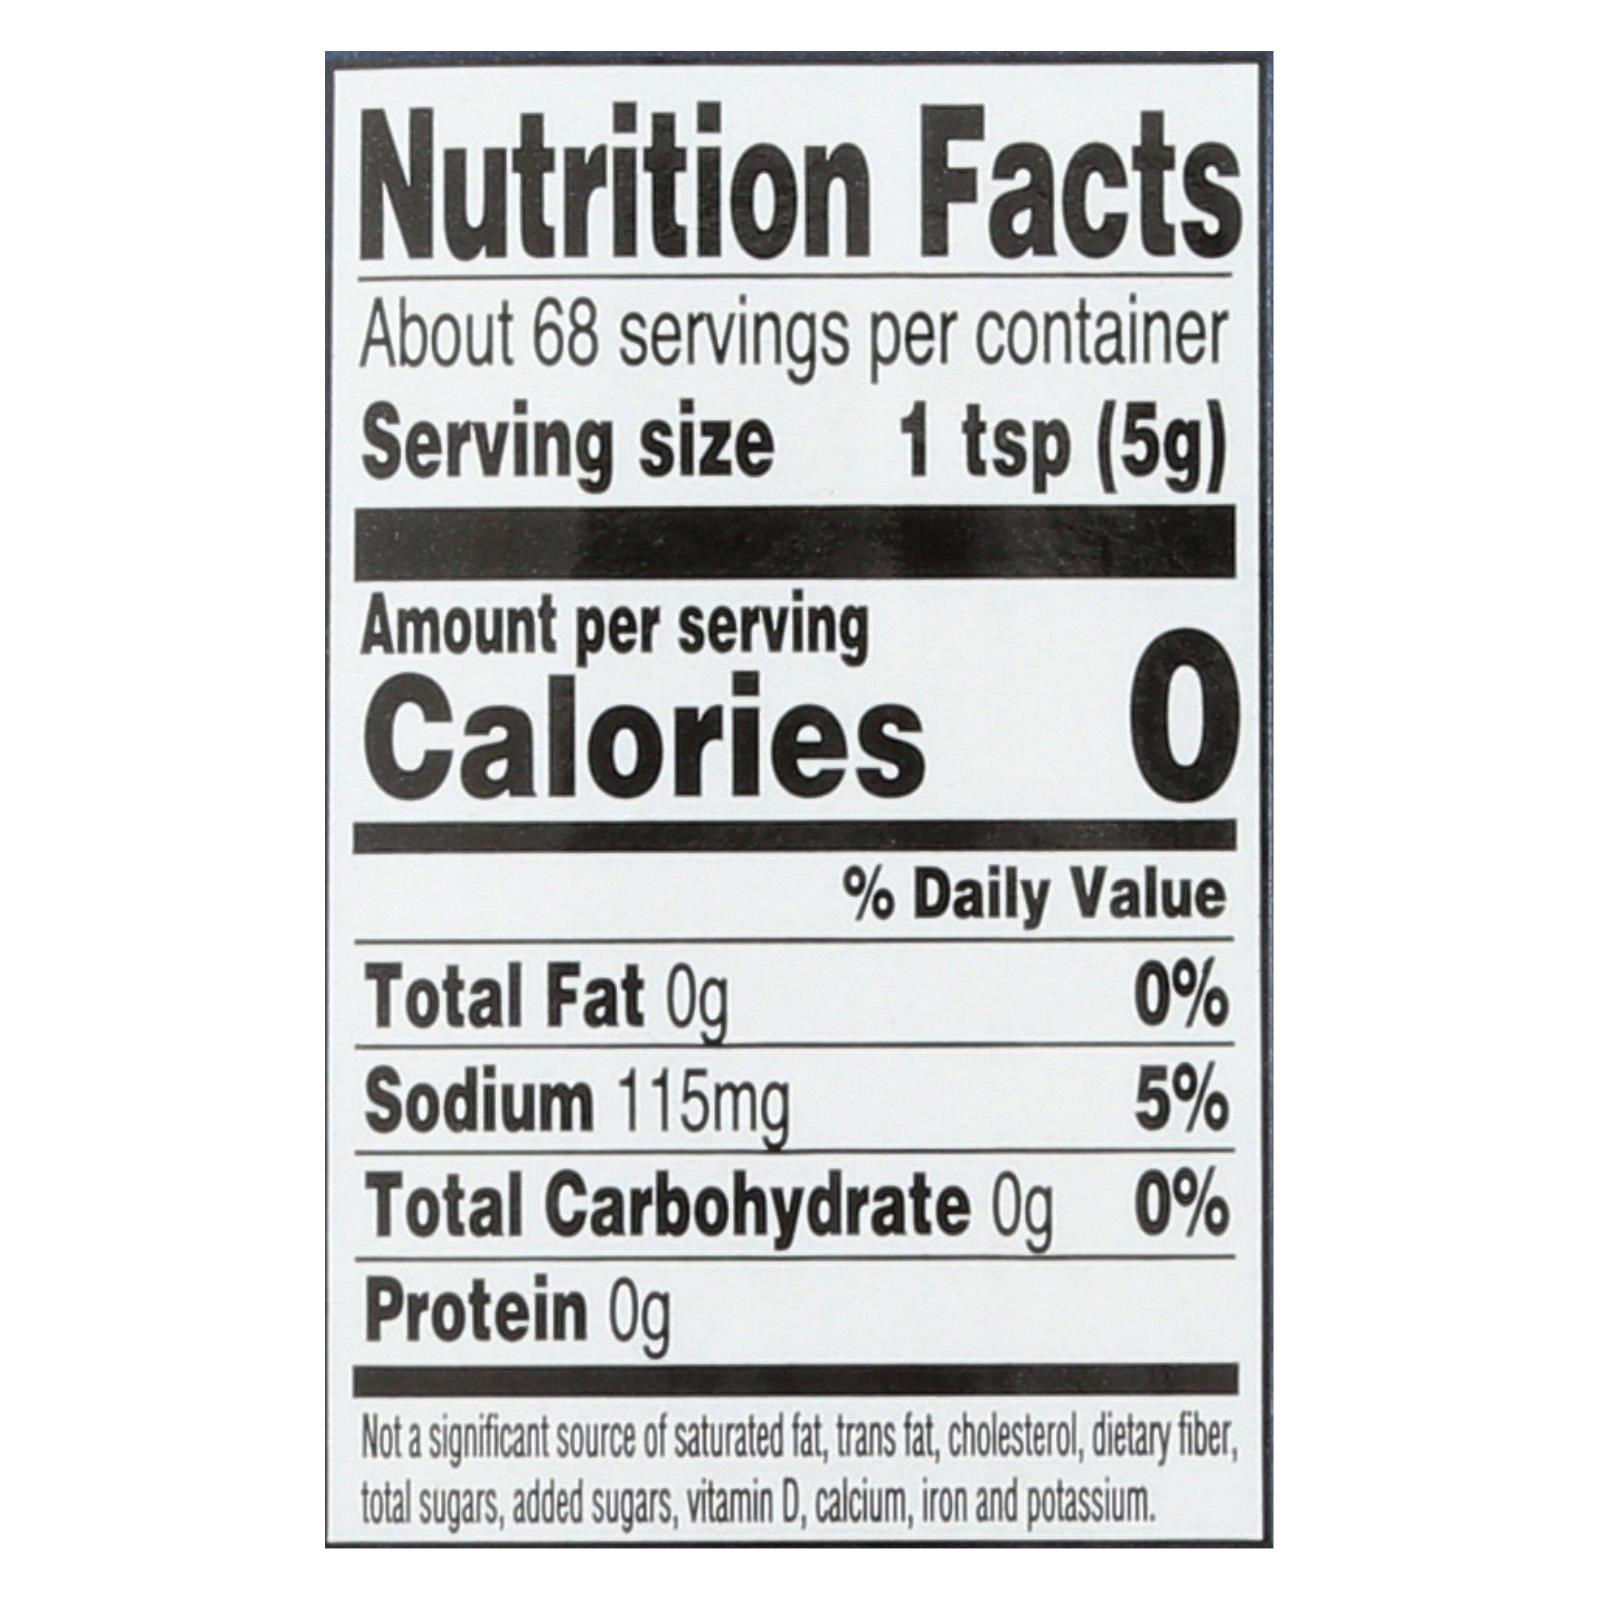 Nutrition Facts
About 68 servings per container
Serving size 1 tsp (5g)
Amount per serving
Calories 0
% Daily Value
Total Fat 0g 0%
Sodium 115mg 5%
Total Carbohydrate 0g 0%
Protein 0g
Not a significant source of saturated fat, trans fat, cholesterol, dietary fiber,
total sugars, added sugars, vitamin D, calcium, iron and potassium.